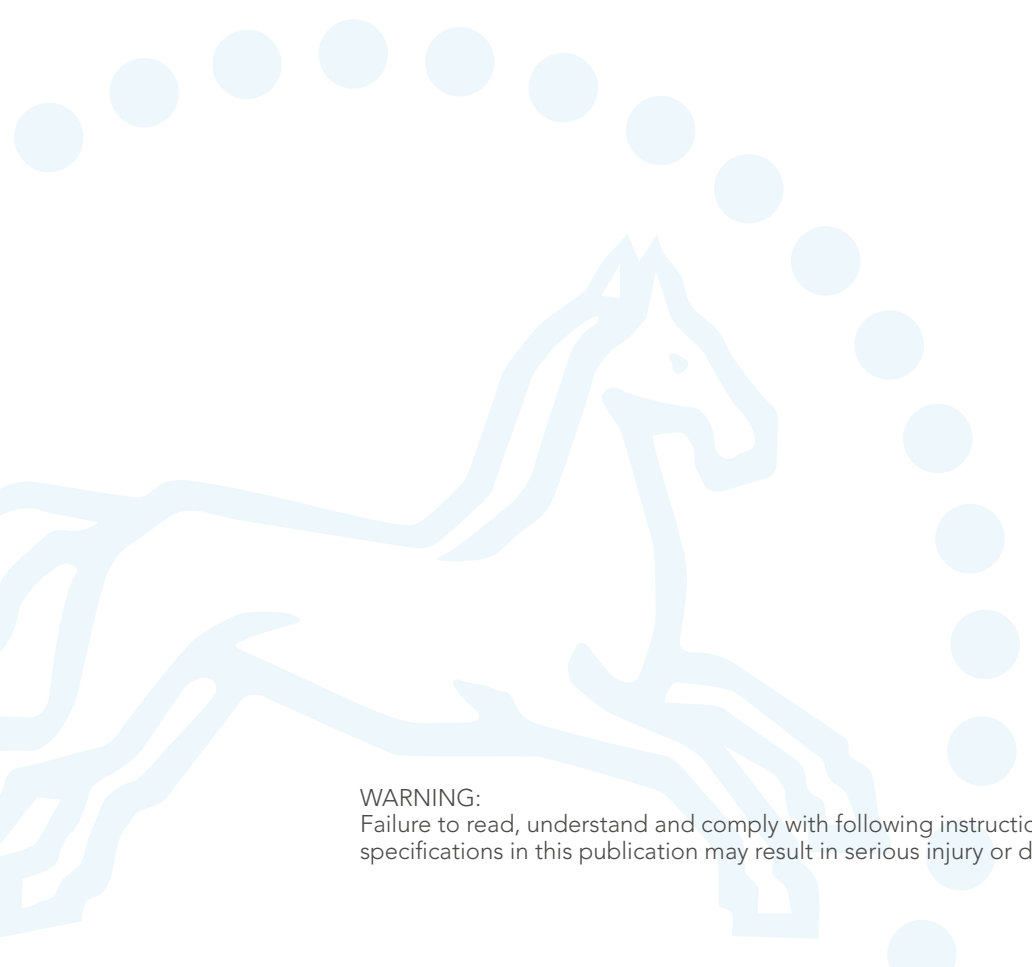 WARNING:
Failure to read, understand and comply with following
specifications in this publication may result in serious injury or